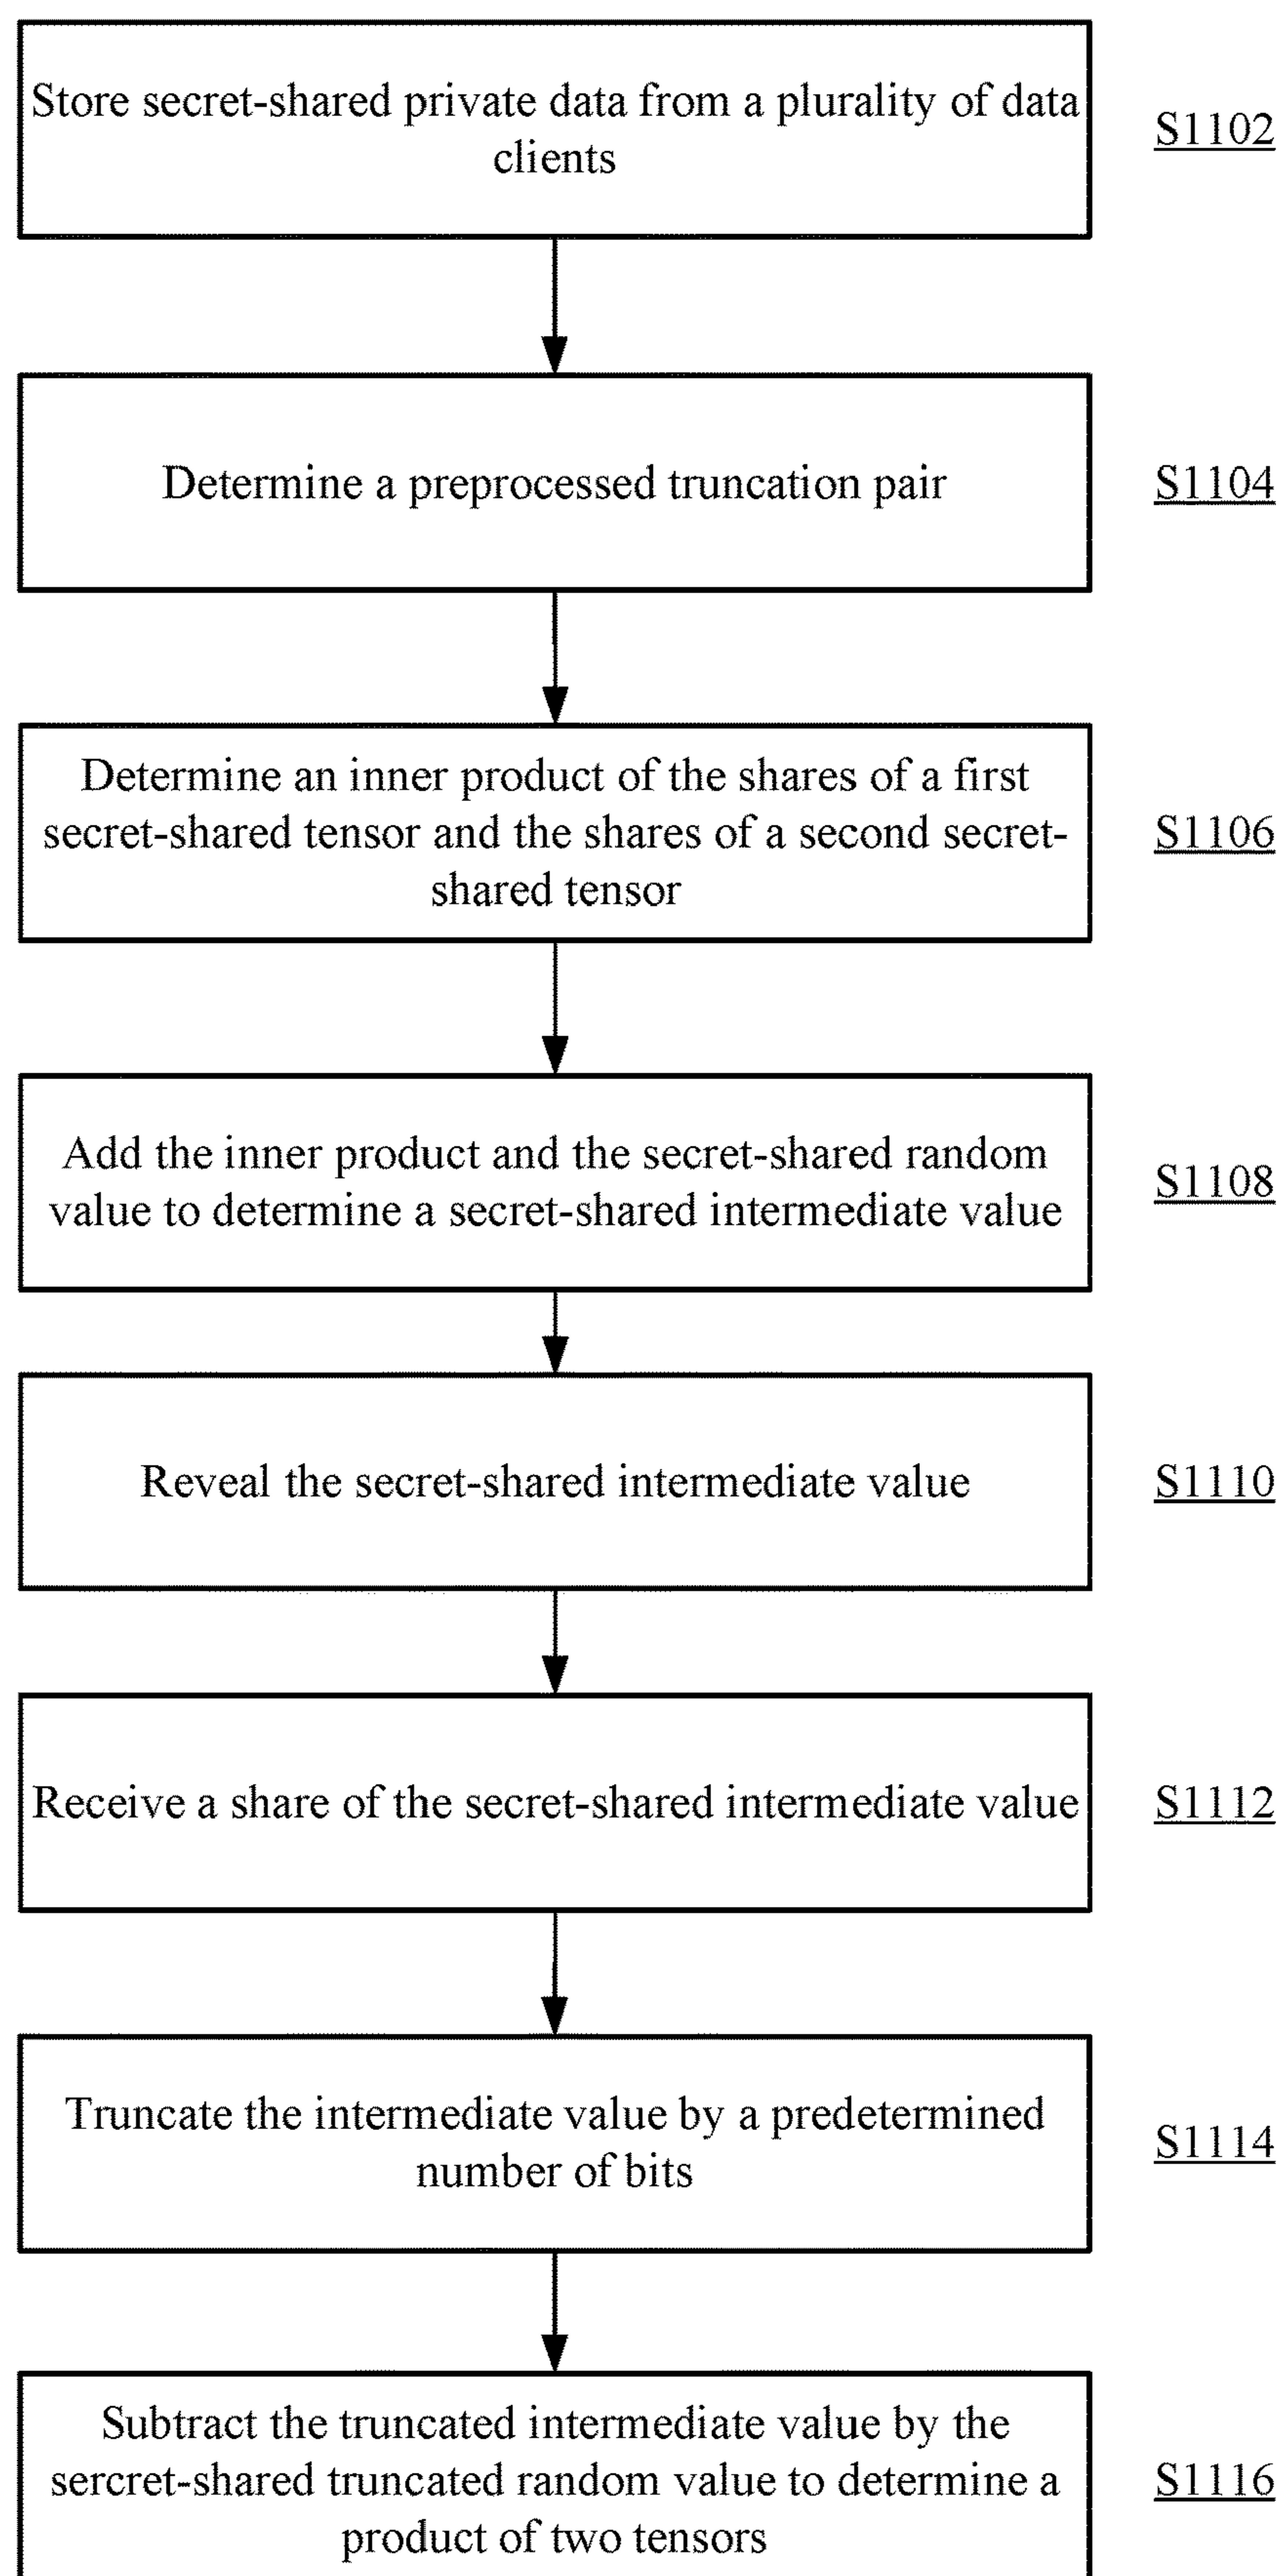 Store secret-shared private data from a plurality of data
clients
S1102
Determine a preprocessed truncation pair
S1104
Determine an inner product of the shares of a first
secret-shared tensor and the shares of a second secret-
shared tensor
S1106
Add the inner product and the secret-shared random
value to determine a secret-shared intermediate value
S1108
Reveal the secret-shared intermediate value
S1110
Receive a share of the secret-shared intermediate value
S1112
Truncate the intermediate value by a predetermined
number of bits
S1114
Subtract the truncated intermediate value by the
sercret-shared truncated random value to determine a
product of two tensors
S1116